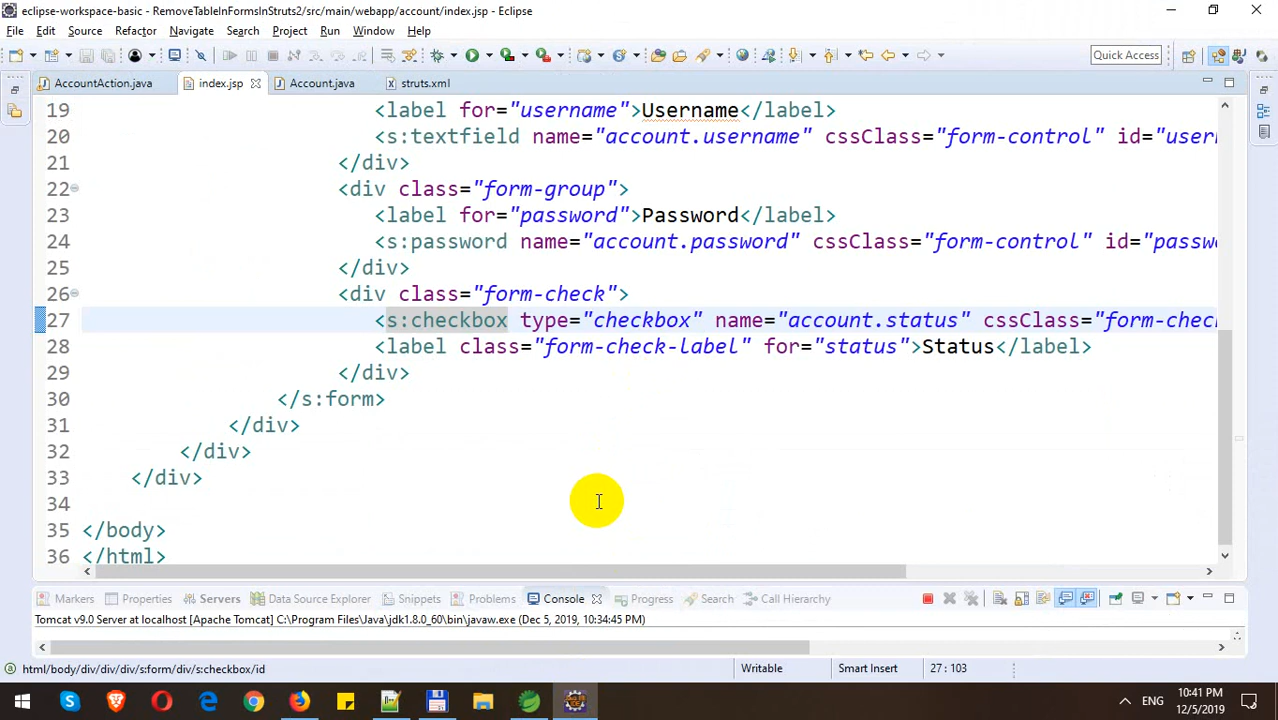 eclipse-workspace-basic - RemoveTableInFormsInStruts2/src/main/webapp/account/index.jsp - Eclipse
File Edit Source Refactor Navigate Search Project Run Window Help
Quick Access
AccountAction.java index.jsp Account.java struts.xml
19 <label for="username">Username</label>
20 <s:textfield name="account.username" cssClass="form-control" id="user
21 </div>
22 <div class="form-group">
23 <label for="password">Password</label>
24 <s:password name="account.password" cssClass="form-control" id="passw
25 </div>
26 <div class="form-check">
27 <s:checkbox type="checkbox" name="account.status" cssClass="form-chec
28 <label class="form-check-label" for="status">Status</label>
29 </div>
30 </s:form>
31 </div>
32 </div>
33 </div>
34
35 </body>
36 </html>
Markers Properties Servers Data Source Explorer Snippets Problems Console Progress Search Call Hierarchy
Tomcat v9.0 Server at localhost [Apache Tomcat] C:\Program Files\Java\jdk1.8.0_60\bin\javaw.exe (Dec 5, 2019, 10:34:45 PM)
html/body/div/div/div/s:form/div/s:checkbox/id Writable Smart Insert 27 : 103
ENG 10:41 PM
12/5/2019